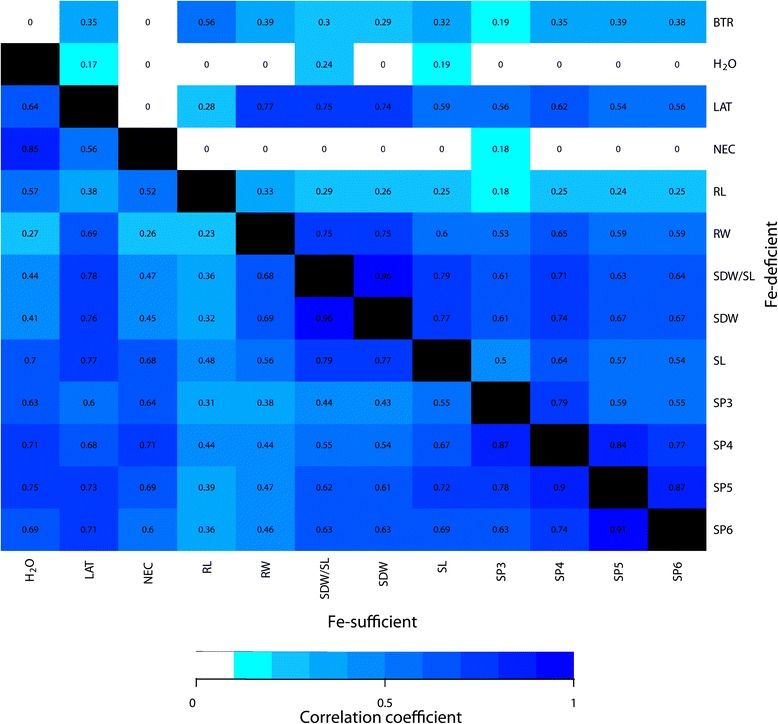 0 0.35 0 0.56 0.39 0.3 0.29 0.32 0.19 0.35 0.39 0.38 BTR
0.17 0 0 0 0.24 0 0.19 0 0 0 0 H₂O
0.64 0 0.28 0.77 0.75 0.74 0.59 0.56 0.62 0.54 0.56 LAT
0.85 0.56 0 0 0 0 0 0.18 0 0 0 NEC
0.57 0.38 0.52 0.33 0.29 0.26 0.25 0.18 0.25 0.24 0.25 RL
0.27 0.69 0.26 0.23 0.75 0.75 0.6 0.53 0.65 0.59 0.59 RW
0.44 0.78 0.47 0.36 0.68 0.96 0.79 0.61 0.71 0.63 0.64 SDW/SL
0.41 0.76 0.45 0.32 0.69 0.96 0.77 0.61 0.74 0.67 0.67 SDW
0.7 0.77 0.68 0.48 0.56 0.79 0.77 0.5 0.64 0.57 0.54 SL
0.63 0.6 0.64 0.31 0.38 0.44 0.43 0.55 0.79 0.59 0.55 SP3
0.71 0.68 0.71 0.44 0.44 0.55 0.54 0.67 0.87 0.84 0.77 SP4
0.75 0.73 0.69 0.39 0.47 0.62 0.61 0.72 0.78 0.9 0.87 SP5
0.69 0.71 0.6 0.36 0.46 0.63 0.63 0.69 0.63 0.74 0.91 SP6
Fe-deficient
H₂O LAT NEC RL RW SDW/SL SDW SL SP3 SP4 SP5 SP6
Fe-sufficient
0 0.5 1
Correlation coefficient